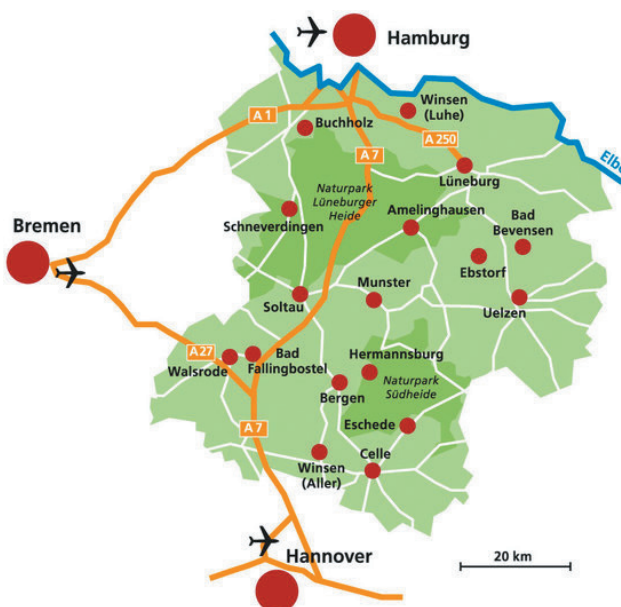 Hamburg
Winsen
(Luhe)
A 1
Buchholz
A 250
A 7
Elbe
Lüneburg
Naturpark
Lüneburger
Heide
Schneverdingen
Amelinghausen
Bad
Bevensen
Bremen
Ebstorf
Soltau
Munster
Uelzen
A 27
Walsrode
Bad
Fallingbostel
Hermannsburg
Naturpark
Südheide
Bergen
A 7
Eschede
Winsen
(Aller)
Celle
Hannover
20 km